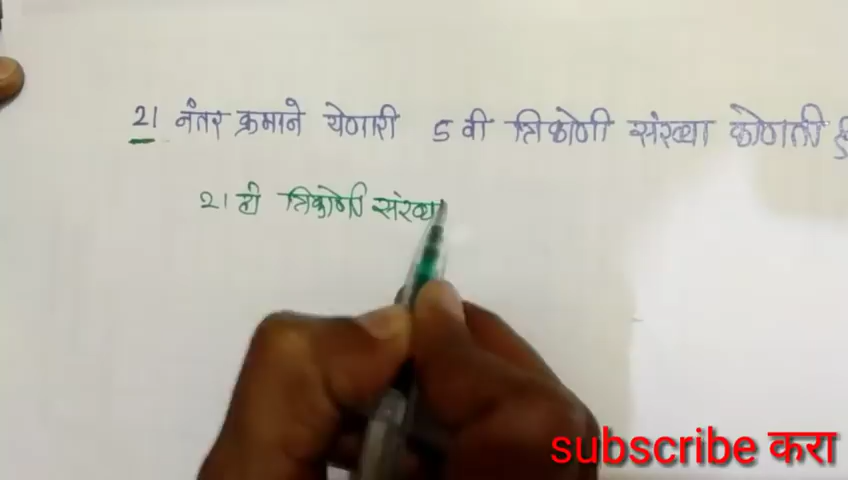 21 नंतर क्रमाने येणारी 5 वी त्रिकोणी संख्या कोणती
21 ही त्रिकोणी संख्या
subscribe करा